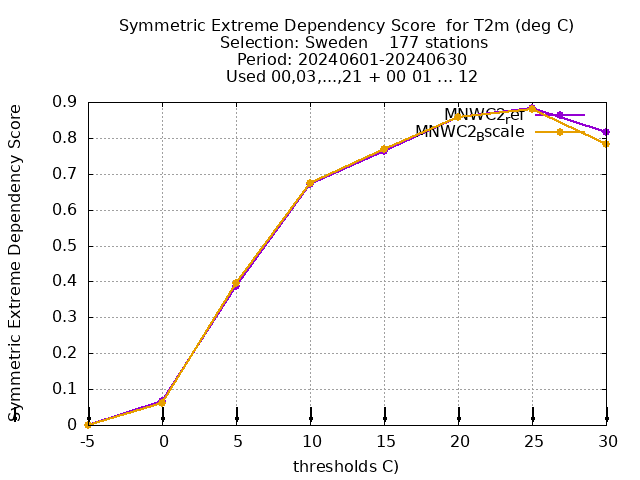 Symmetric Extreme Dependency Score  for T2m (deg C)
Selection: Sweden    177 stations
Period: 20240601-20240630
Used 00,03,...,21 + 00 01 ... 12
Symmetric Extreme Dependency Score
0.9
0.8
0.7
0.6
0.5
0.4
0.3
0.2
0.1
0
MNWC2ref
MNWC2Bscale
-5 0 5 10 15 20 25 30
thresholds C)